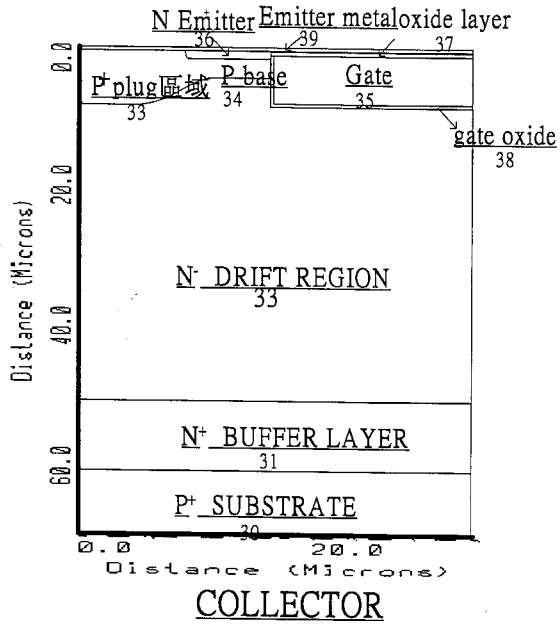 N Emitter Emitter metaloxide layer
36 39 37
0.0
P+ plug區域 P base Gate
33 34 35
gate oxide
38
20.0
Distance (Microns)
N- DRIFT REGION
33
40.0
N+ BUFFER LAYER
31
60.0
P+ SUBSTRATE
30
0.0 20.0
Distance (Microns)
COLLECTOR